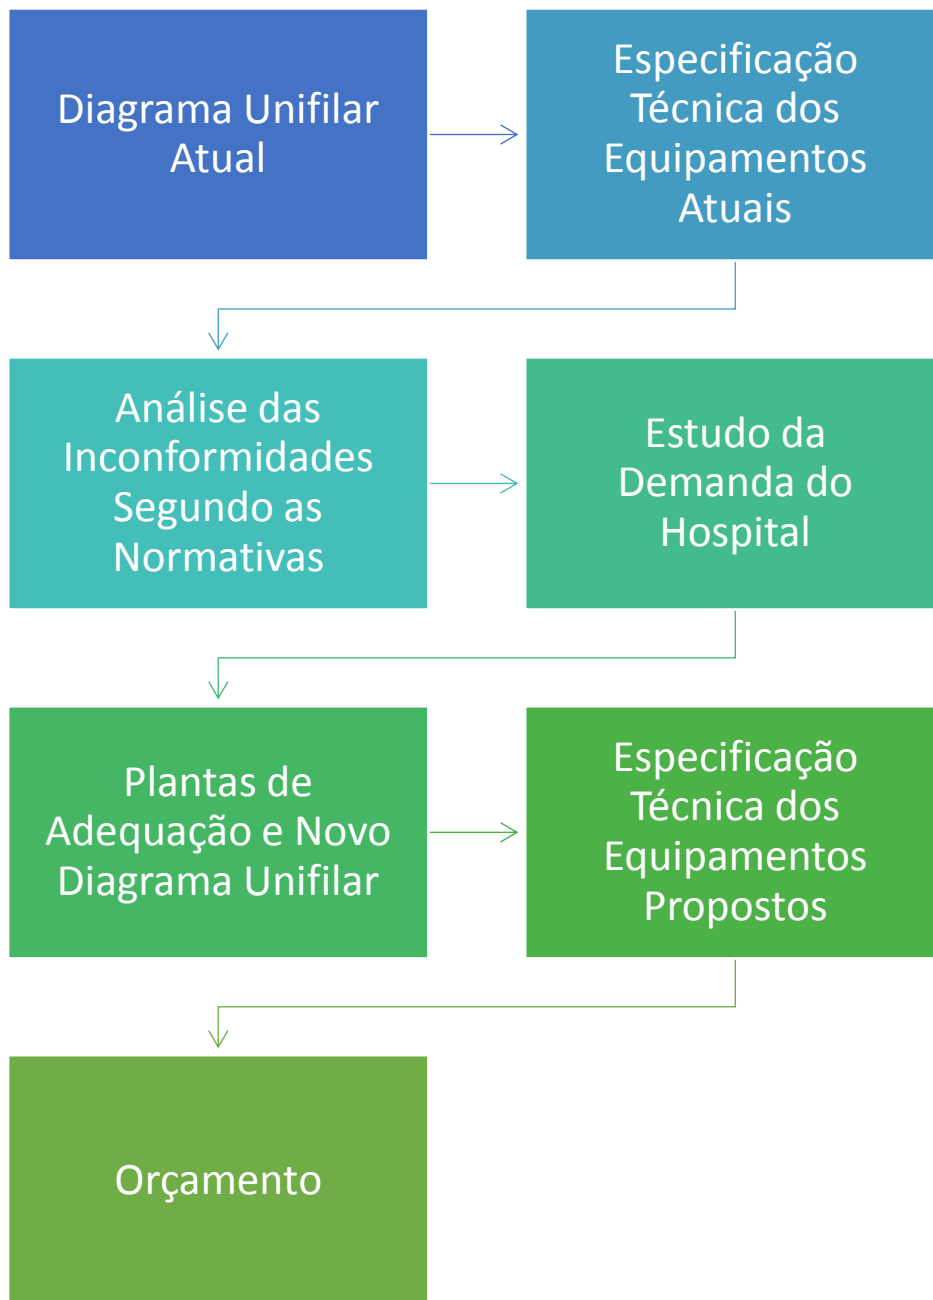 Diagrama Unifilar
Atual
Especificação
Técnica dos
Equipamentos
Atuais
Análise das
Inconformidades
Segundo as
Normativas
Estudo da
Demanda do
Hospital
Plantas de
Adequação e Novo
Diagrama Unifilar
Especificação
Técnica dos
Equipamentos
Propostos
Orçamento